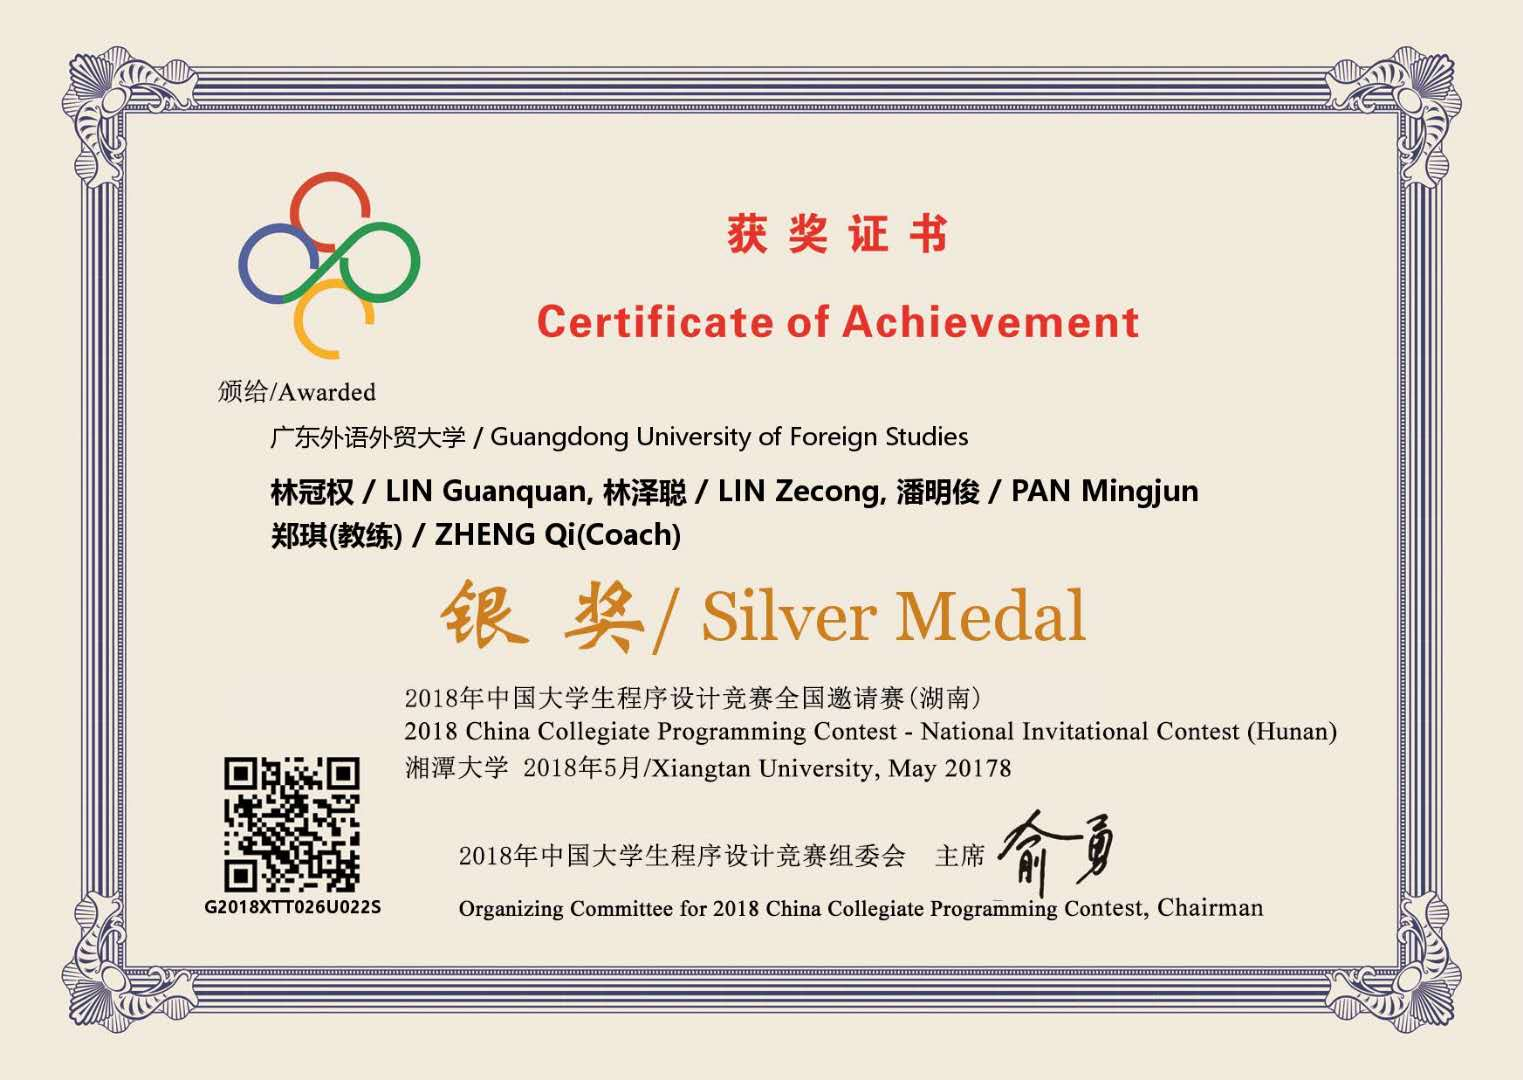 获奖证书
Certificate of Achievement
颁给/Awarded
广东外语外贸大学 / Guangdong University of Foreign Studies
林冠权 / LIN Guanquan, 林泽聪 / LIN Zecong, 潘明俊 / PAN Mingjun
郑琪(教练) / ZHENG Qi(Coach)
银奖/ Silver Medal
2018年中国大学生程序设计竞赛全国邀请赛(湖南)
2018 China Collegiate Programming Contest - National Invitational Contest (Hunan)
湘潭大学 2018年5月/Xiangtan University, May 20178
2018年中国大学生程序设计竞赛组委会 主席 俞勇
G2018XTT026U022S
Organizing Committee for 2018 China Collegiate Programming Contest, Chairman